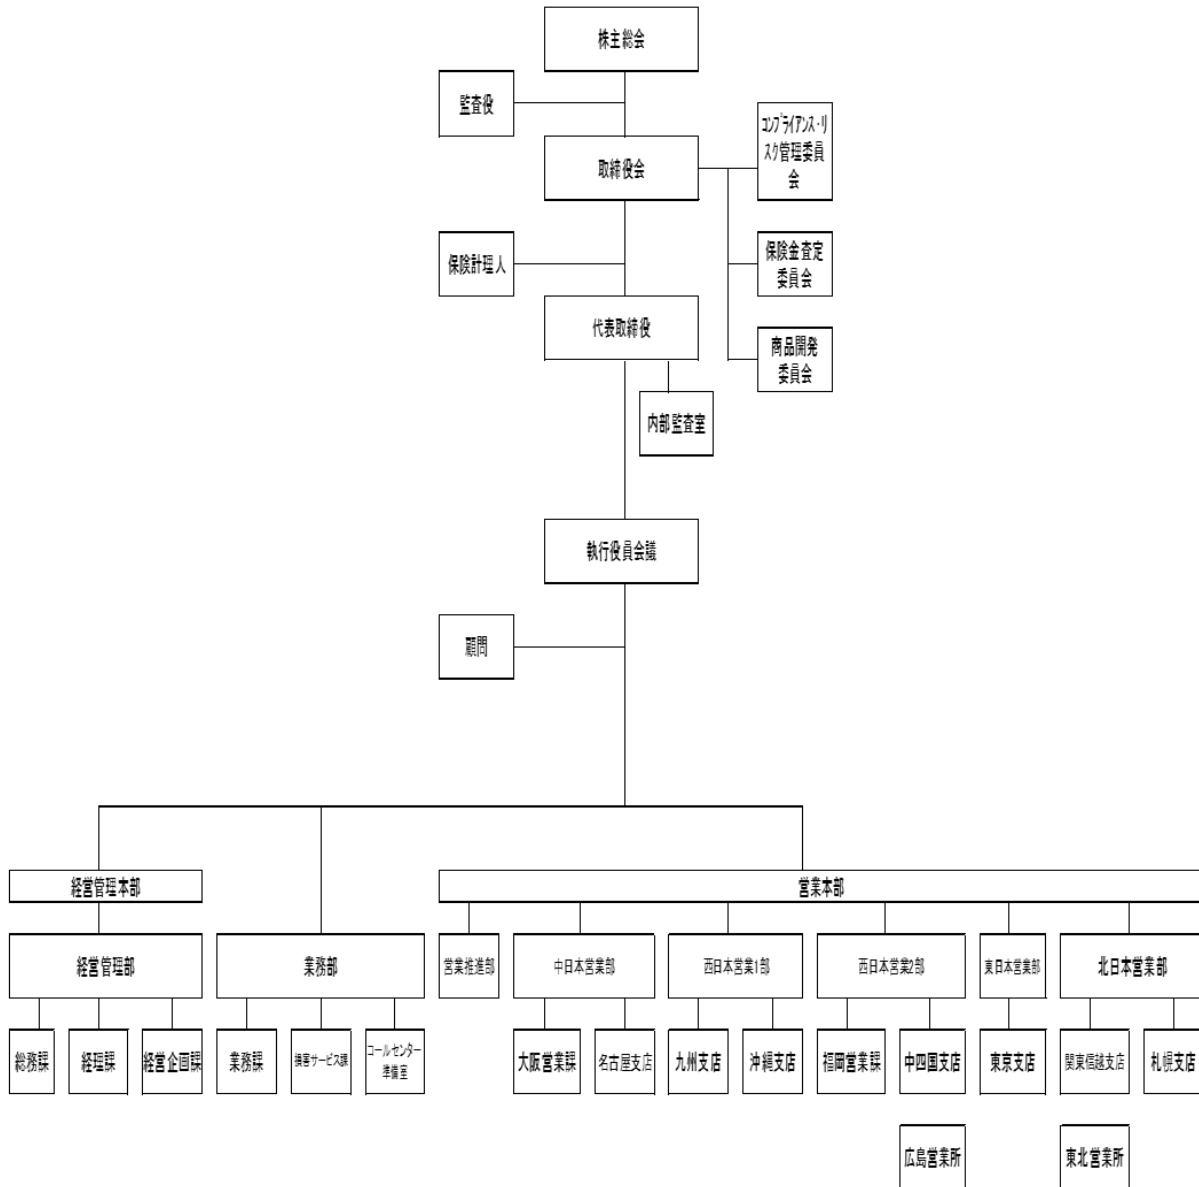 株主総会
監査役
コンプライアンス・リ
スク管理委員
会
取締役会
保険計理人
保険金査定
委員会
代表取締役
商品開発
委員会
内部監査室
執行役員会議
顧問
経営管理本部
営業本部
経営管理部
業務部
営業推進部
中日本営業部
西日本営業1部
西日本営業2部
東日本営業部
北日本営業部
総務課
経理課
経営企画課
業務課
損害サービス課
コールセンター
準備室
大阪営業課
名古屋支店
九州支店
沖縄支店
福岡営業課
中四国支店
東京支店
関東信越支店
札幌支店
広島営業所
東北営業所